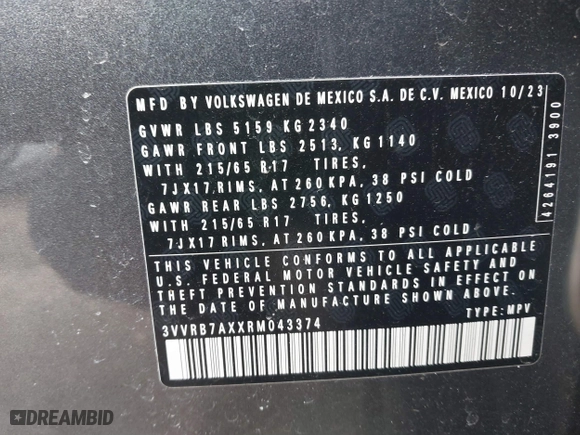 MFD BY VOLKSWAGEN DE MEXICO S.A. DE C.V. MEXICO 10/23
GVWR LBS 5159 KG 2340
GAWR FRONT LBS 2513, KG 1140
WITH 215/65 R17 TIRES,
7JX17 RIMS, AT 260 KPA, 38 PSI COLD
GAWR REAR LBS 2756, KG 1250
WITH 215/65 R17 TIRES,
7JX17 RIMS, AT 260 KPA, 38 PSI COLD
THIS VEHICLE CONFORMS TO ALL APPLICABLE
U.S. FEDERAL MOTOR VEHICLE SAFETY AND
THEFT PREVENTION STANDARDS IN EFFECT ON
THE DATE OF MANUFACTURE SHOWN ABOVE.
3VVRB7AXXRM043374 TYPE: MPV
4264191 3900
DREAMBID